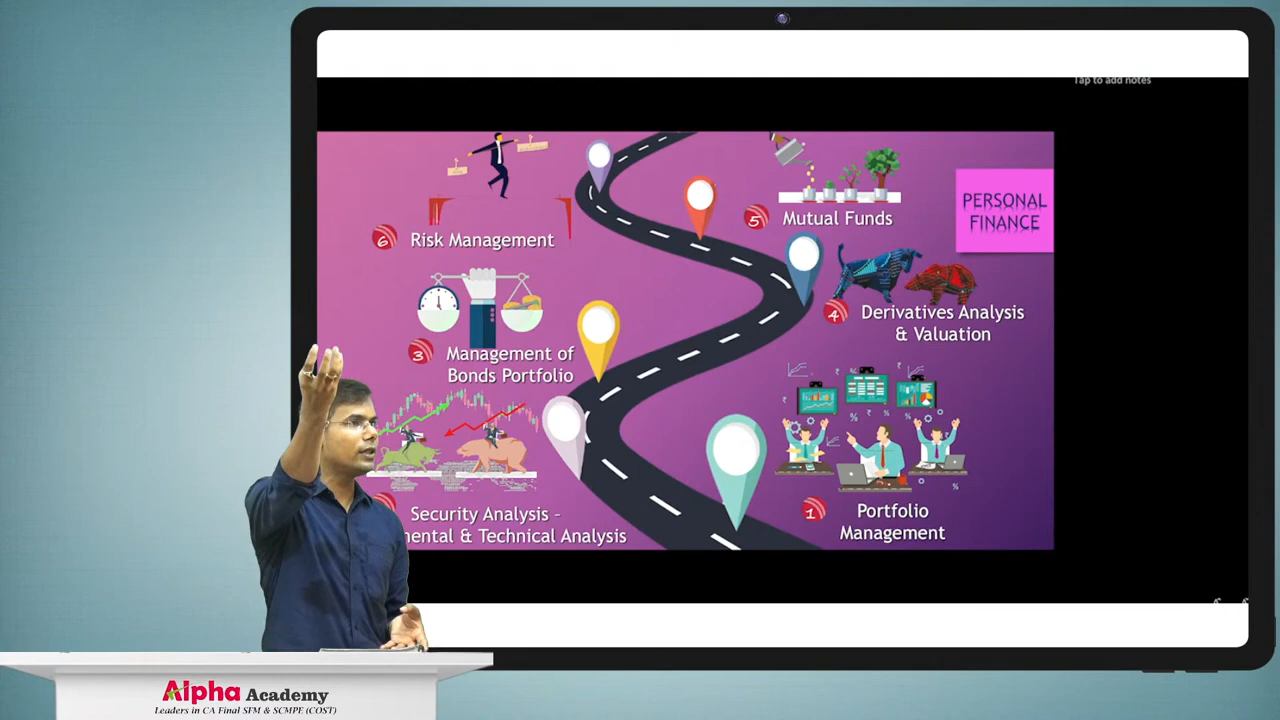 Tap to add notes
PERSONAL
FINANCE
6
Risk Management
5
Mutual Funds
4
Derivatives Analysis
& Valuation
3
Management of
Bonds Portfolio
Security Analysis -
mental & Technical Analysis
1
Portfolio
Management
Alpha Academy
Leaders in CA Final SFM & SCMPE (COST)